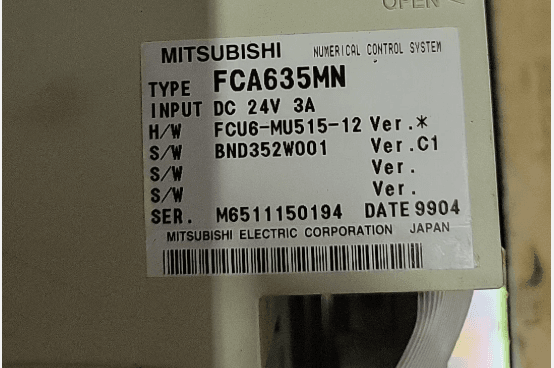 OPEN
MITSUBISHI NUMERICAL CONTROL SYSTEM
TYPE FCA635MN
INPUT DC 24V 3A
H/W FCU6-MU515-12 Ver.*
S/W BND352W001 Ver.C1
S/W Ver.
S/W Ver.
SER. M6511150194 DATE 9904
MITSUBISHI ELECTRIC CORPORATION JAPAN